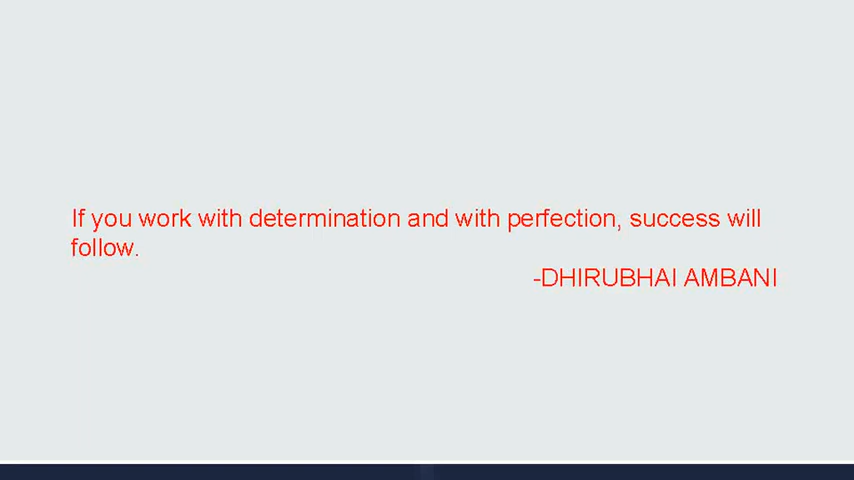 If you work with determination and with perfection, success will
follow.
-DHIRUBHAI AMBANI